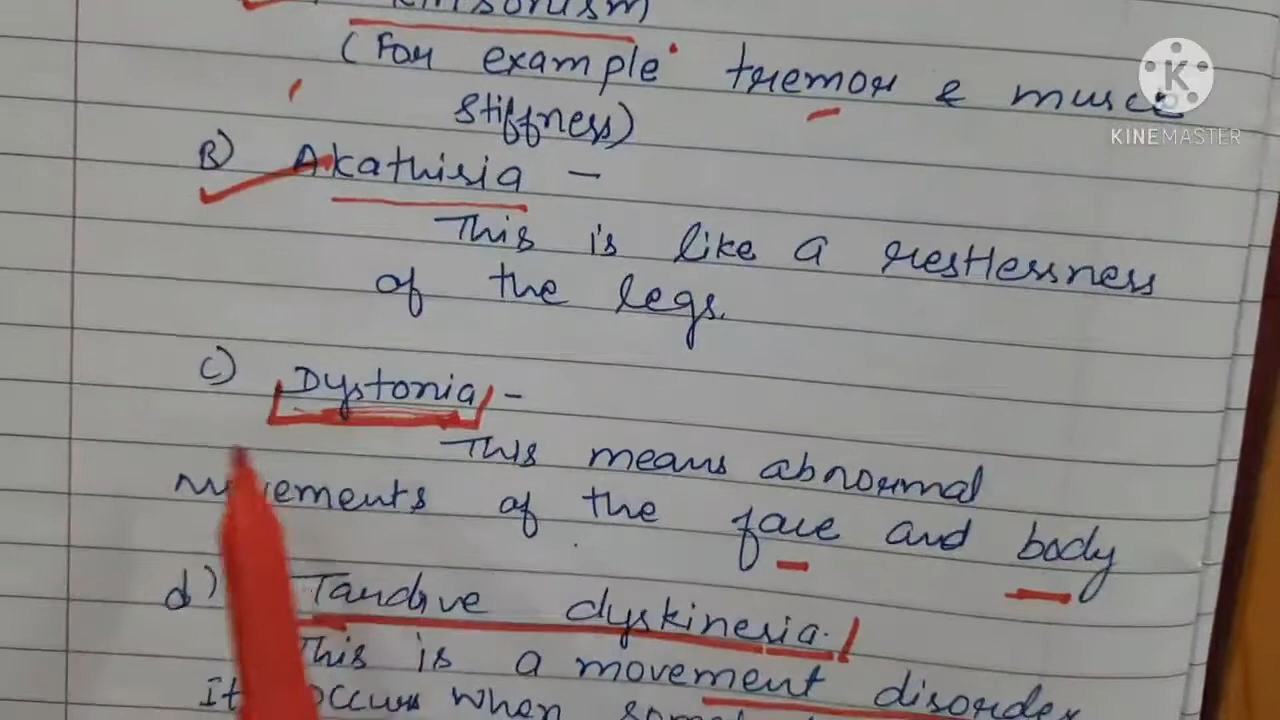 (For example tremor & muscle
stiffness)
B) Akathisia -
This is like a restlessness
of the legs.
c) Dystonia -
This means abnormal
movements of the face and body
d) Tardive dyskinesia.
This is a movement disorder
It occurs when
K
KINEMASTER